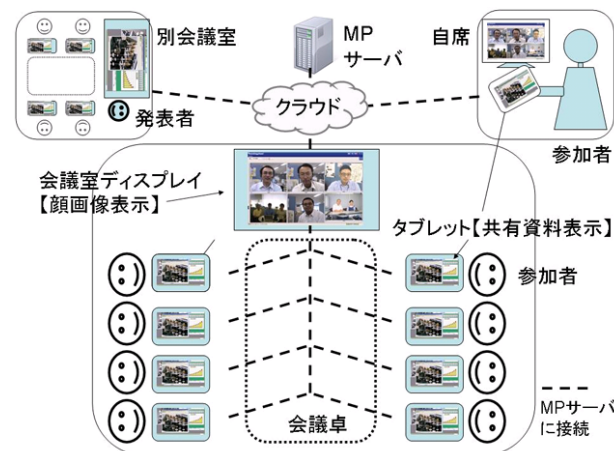 別会議室
発表者
MP
サーバ
クラウド
自席
参加者
会議室ディスプレイ
【顔画像表示】
タブレット【共有資料表示】
参加者
会議卓
MPサーバ
に接続